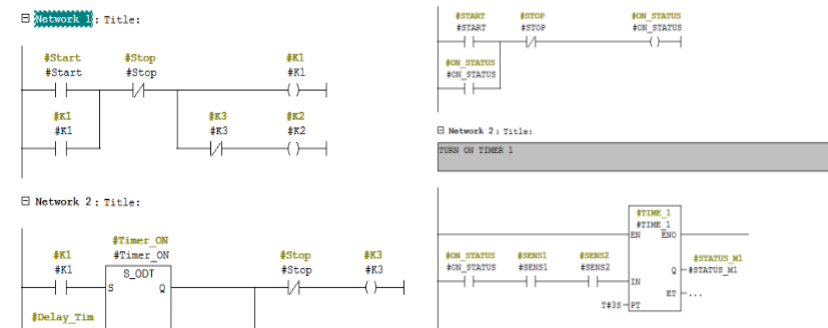 Network 1: Title:
#Start #Stop #K1
#Start #Stop #K1
#K1 #K3 #K2
#K1 #K3 #K2
Network 2: Title:
#Timer_ON
#K1 #Timer_ON #Stop #K3
#K1 S_ODT #Stop #K3
S Q
#Delay_Tim
#START #STOP #ON_STATUS
#START #STOP #ON_STATUS
#ON_STATUS
#ON_STATUS
Network 2: Title:
TURN ON TIMER 1
#TIME_1
#TIME_1
EN ENO
#ON_STATUS #SENS1 #SENS2 #STATUS_M1
#ON_STATUS #SENS1 #SENS2 Q #STATUS_M1
IN
ET ...
T#3S PT